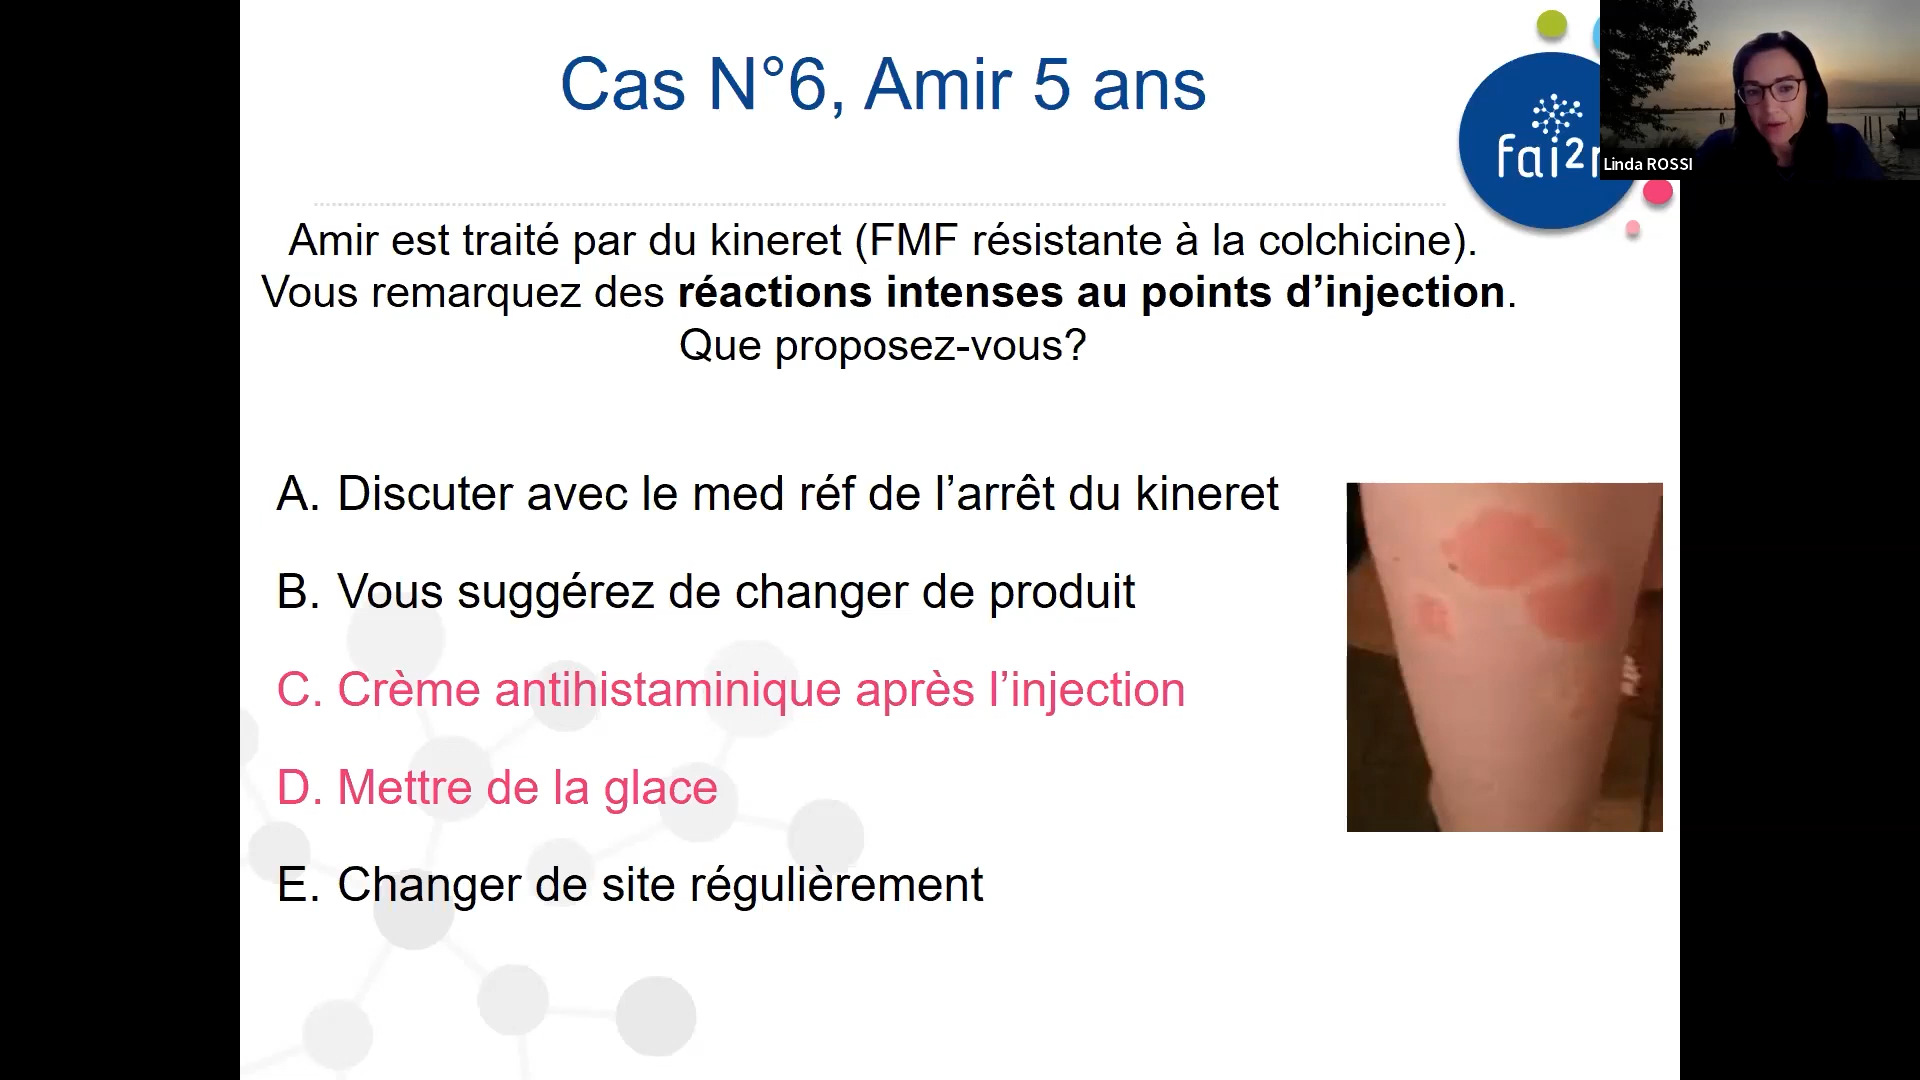 Cas N°6, Amir 5 ans
fai²r
Linda ROSSI
Amir est traité par du kineret (FMF résistante à la colchicine).
Vous remarquez des réactions intenses au points d’injection.
Que proposez-vous?
A. Discuter avec le med réf de l’arrêt du kineret
B. Vous suggérez de changer de produit
C. Crème antihistaminique après l’injection
D. Mettre de la glace
E. Changer de site régulièrement